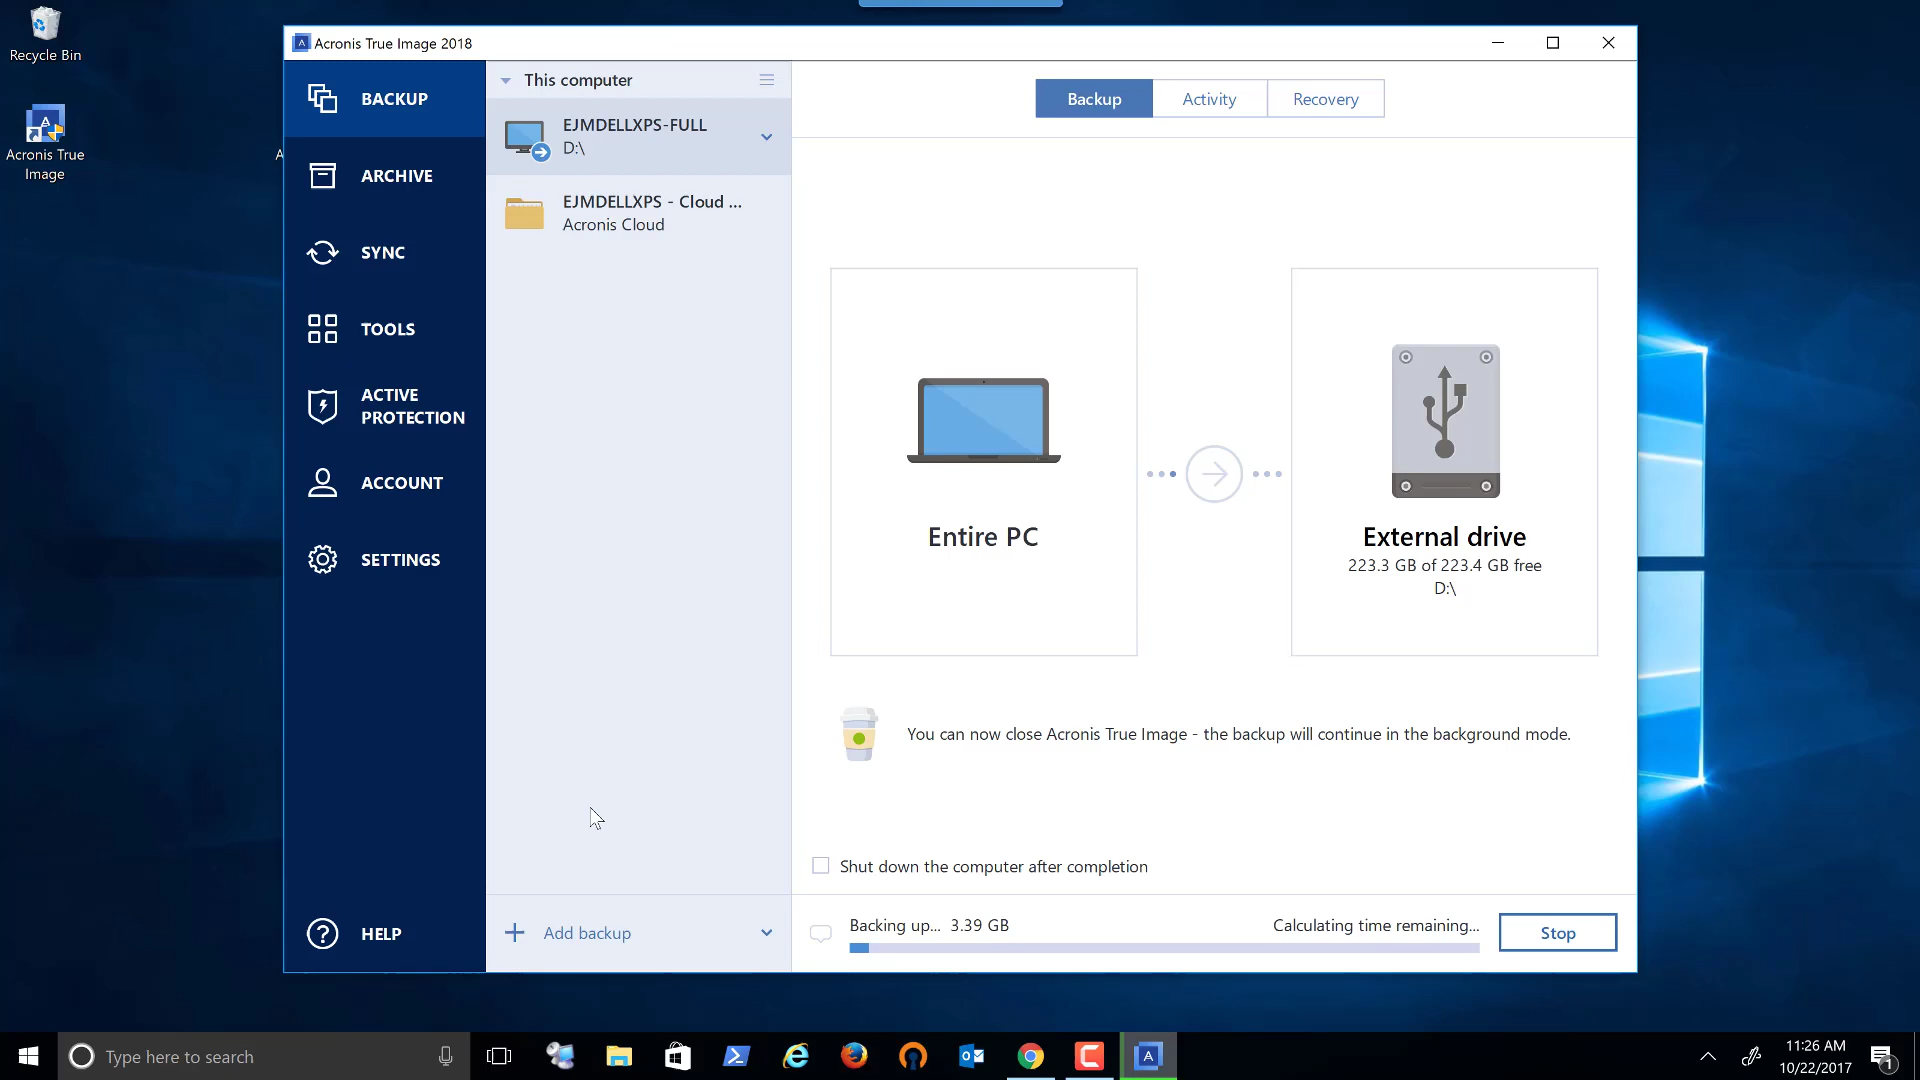 Recycle Bin
Acronis True
Image
Acronis True Image 2018
BACKUP
ARCHIVE
SYNC
TOOLS
ACTIVE
PROTECTION
ACCOUNT
SETTINGS
HELP
This computer
EJMDELLXPS-FULL
D:\
EJMDELLXPS - Cloud ...
Acronis Cloud
Add backup
Backup
Activity
Recovery
Entire PC
External drive
223.3 GB of 223.4 GB free
D:\
You can now close Acronis True Image - the backup will continue in the background mode.
Shut down the computer after completion
Backing up... 3.39 GB
Calculating time remaining...
Stop
Type here to search
11:26 AM
10/22/2017
1